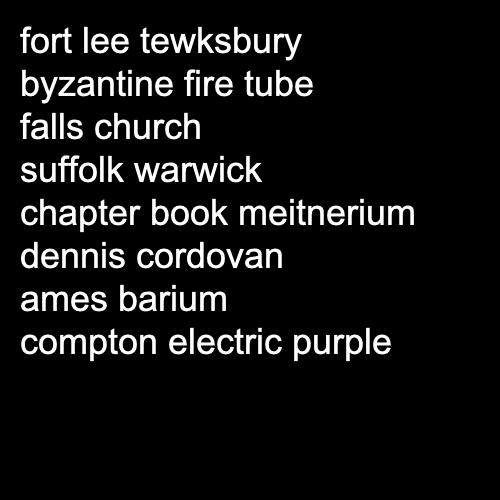 fort lee tewksbury
byzantine fire tube
falls church
suffolk warwick
chapter book meitnerium
dennis cordovan
ames barium
compton electric purple